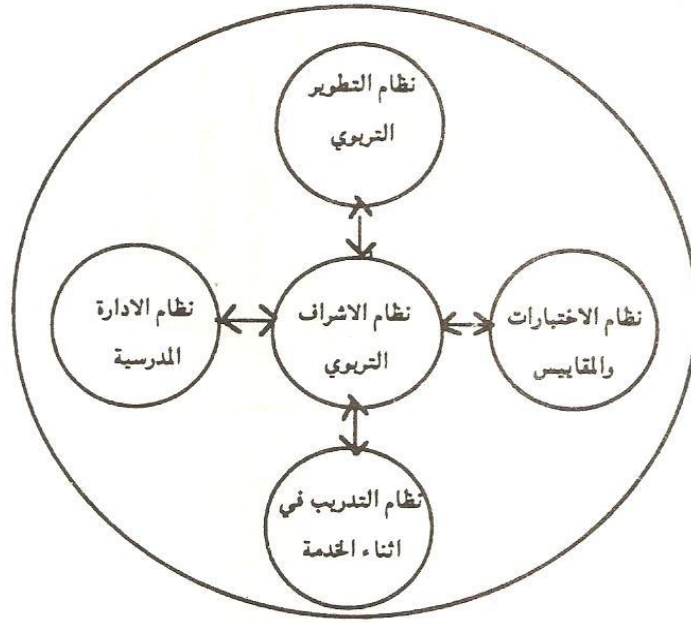 نظام التطوير
التربوي
نظام الاختبارات
والمقاييس
نظام الاشراف
التربوي
نظام الادارة
المدرسية
نظام التدريب في
اثناء الخدمة